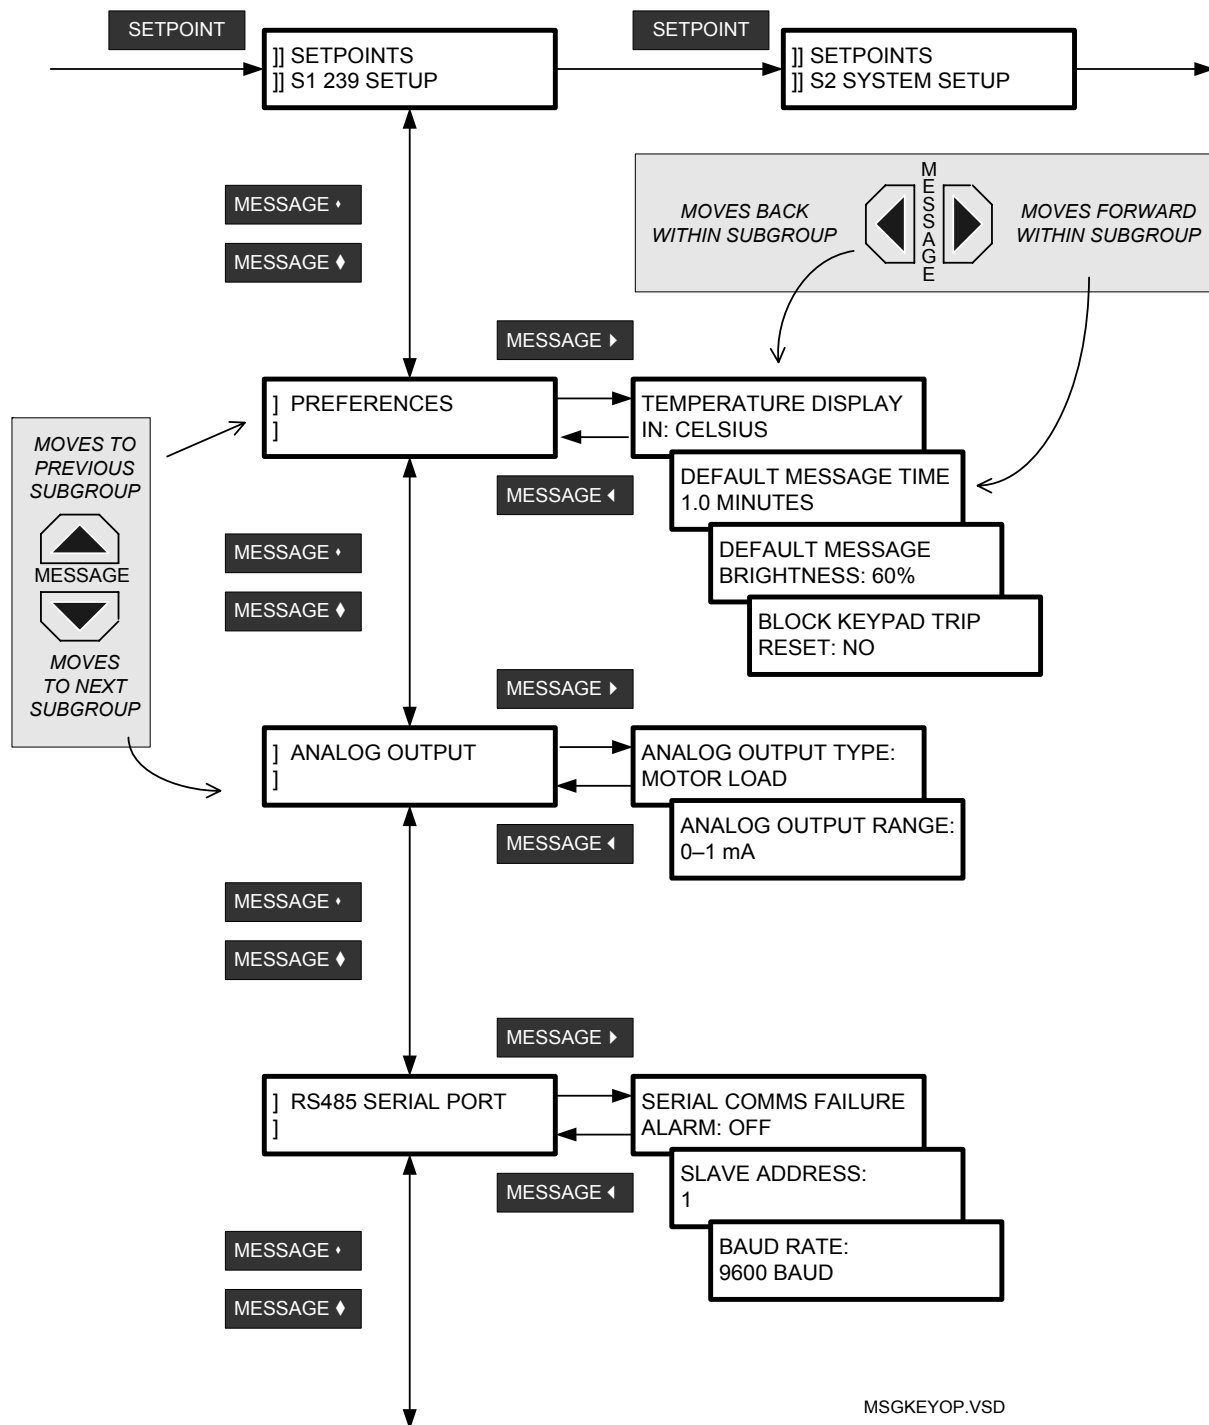 SETPOINT
SETPOINT
]] SETPOINTS
]] S1 239 SETUP
]] SETPOINTS
]] S2 SYSTEM SETUP
MESSAGE
MOVES BACK
WITHIN SUBGROUP
MOVES FORWARD
WITHIN SUBGROUP
MESSAGE
MESSAGE
MESSAGE
] PREFERENCES
]
TEMPERATURE DISPLAY
IN: CELSIUS
MESSAGE
DEFAULT MESSAGE TIME
1.0 MINUTES
DEFAULT MESSAGE
BRIGHTNESS: 60%
BLOCK KEYPAD TRIP
RESET: NO
MOVES TO
PREVIOUS
SUBGROUP
MESSAGE
MOVES
TO NEXT
SUBGROUP
MESSAGE
MESSAGE
MESSAGE
] ANALOG OUTPUT
]
ANALOG OUTPUT TYPE:
MOTOR LOAD
MESSAGE
ANALOG OUTPUT RANGE:
0–1 mA
MESSAGE
MESSAGE
MESSAGE
] RS485 SERIAL PORT
]
SERIAL COMMS FAILURE
ALARM: OFF
MESSAGE
SLAVE ADDRESS:
1
BAUD RATE:
9600 BAUD
MESSAGE
MESSAGE
MSGKEYOP.VSD